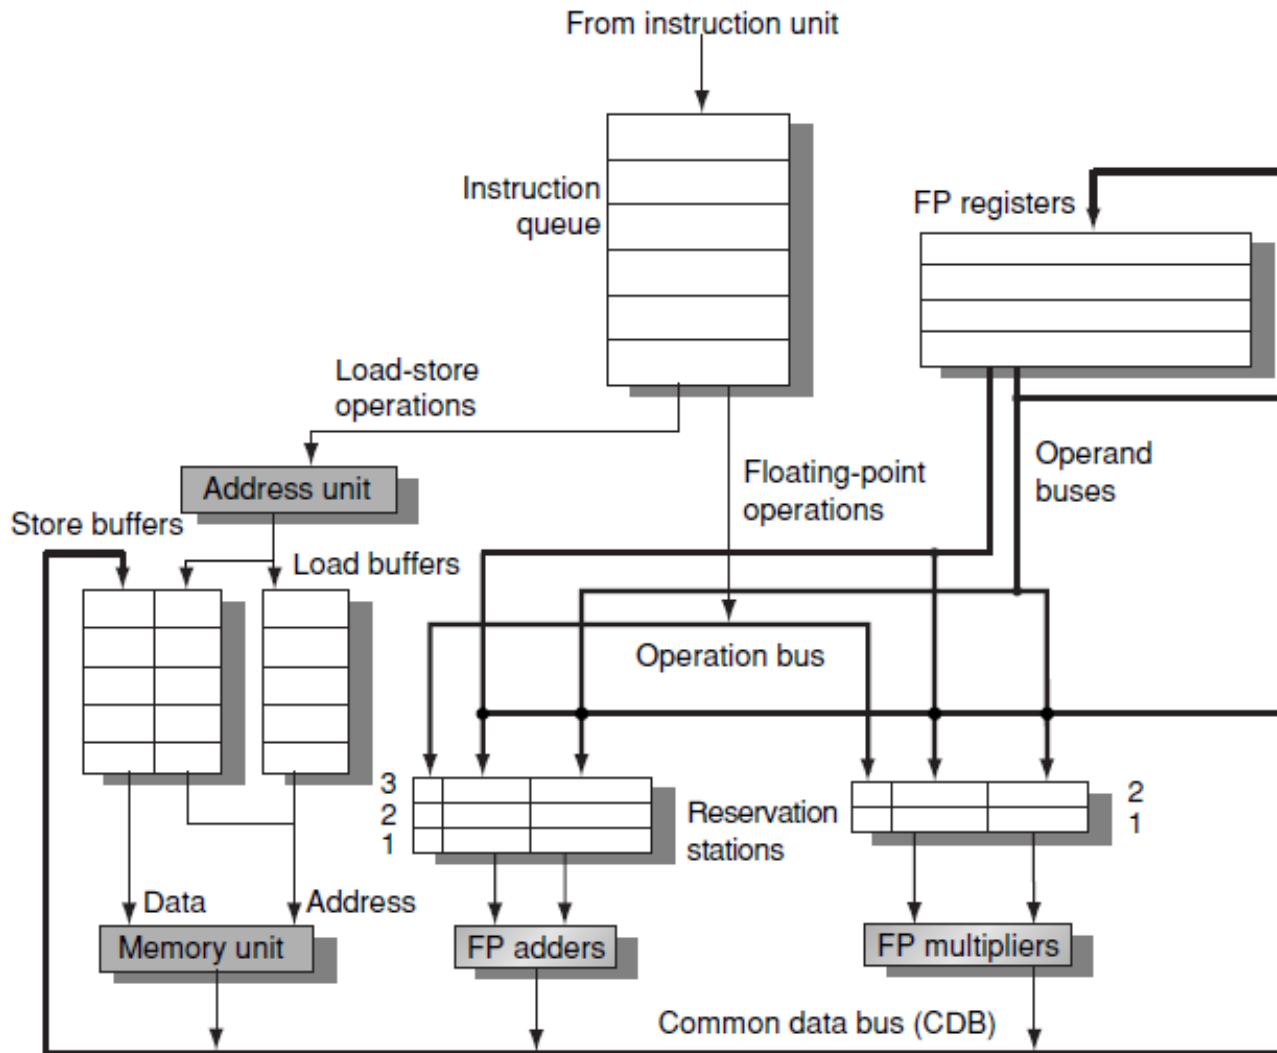 From instruction unit
Instruction
queue
FP registers
Load-store
operations
Operand
buses
Floating-point
operations
Address unit
Store buffers
Load buffers
Operation bus
3
2
1
Reservation
stations
2
1
Data
Address
Memory unit
FP adders
FP multipliers
Common data bus (CDB)